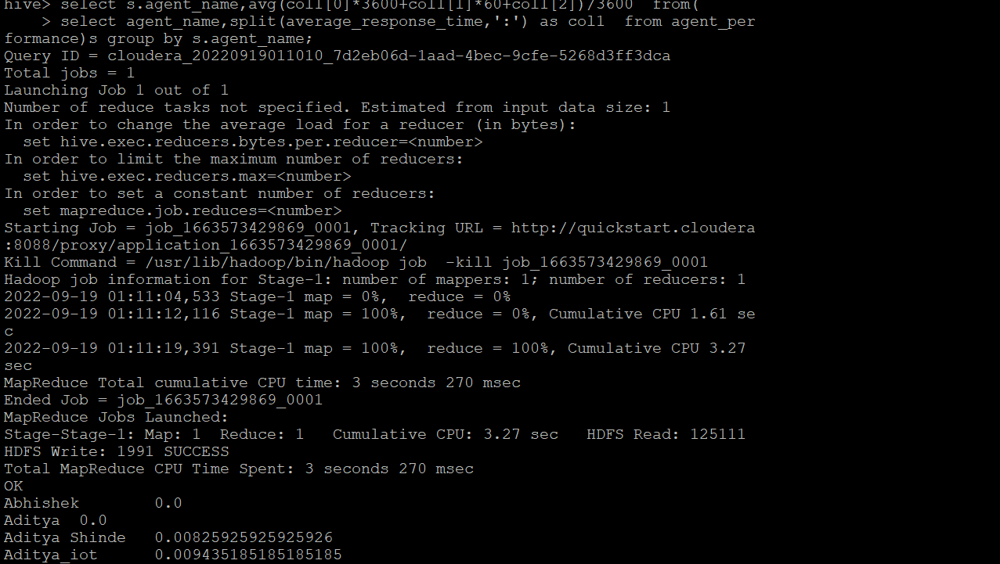 hive> select s.agent_name,avg(col1[0]*3600+col1[1]*60+col1[2])/3600  from(
    > select agent_name,split(average_response_time,':') as col1  from agent_per
formance)s group by s.agent_name;
Query ID = cloudera_20220919011010_7d2eb06d-1aad-4bec-9cfe-5268d3ff3dca
Total jobs = 1
Launching Job 1 out of 1
Number of reduce tasks not specified. Estimated from input data size: 1
In order to change the average load for a reducer (in bytes):
  set hive.exec.reducers.bytes.per.reducer=<number>
In order to limit the maximum number of reducers:
  set hive.exec.reducers.max=<number>
In order to set a constant number of reducers:
  set mapreduce.job.reduces=<number>
Starting Job = job_1663573429869_0001, Tracking URL = http://quickstart.cloudera
:8088/proxy/application_1663573429869_0001/
Kill Command = /usr/lib/hadoop/bin/hadoop job  -kill job_1663573429869_0001
Hadoop job information for Stage-1: number of mappers: 1; number of reducers: 1
2022-09-19 01:11:04,533 Stage-1 map = 0%,  reduce = 0%
2022-09-19 01:11:12,116 Stage-1 map = 100%,  reduce = 0%, Cumulative CPU 1.61 se
c
2022-09-19 01:11:19,391 Stage-1 map = 100%,  reduce = 100%, Cumulative CPU 3.27
sec
MapReduce Total cumulative CPU time: 3 seconds 270 msec
Ended Job = job_1663573429869_0001
MapReduce Jobs Launched:
Stage-Stage-1: Map: 1  Reduce: 1   Cumulative CPU: 3.27 sec   HDFS Read: 125111
HDFS Write: 1991 SUCCESS
Total MapReduce CPU Time Spent: 3 seconds 270 msec
OK
Abhishek        0.0
Aditya  0.0
Aditya Shinde   0.00825925925925926
Aditya_iot      0.009435185185185185